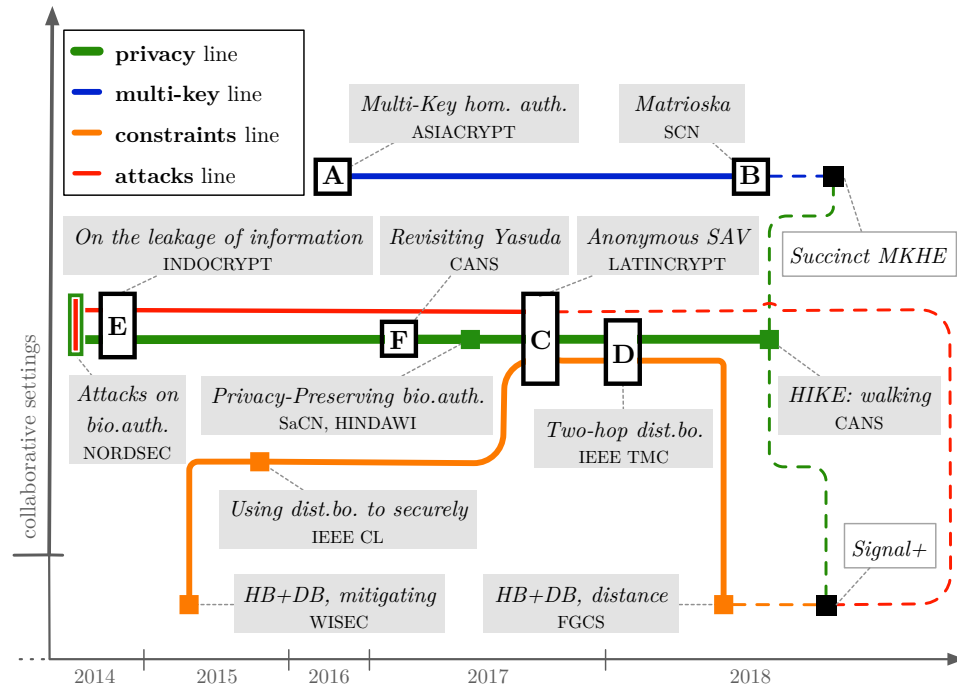 privacy line
multi-key line
constraints line
attacks line
Multi-Key hom. auth.
ASIACRYPT
Matrioska
SCN
A
B
On the leakage of information
INDOCRYPT
Revisiting Yasuda
CANS
Anonymous SAV
LATINCRYPT
Succinct MKHE
E
F
C
D
Attacks on
bio.auth.
NORDSEC
Privacy-Preserving bio.auth.
SaCN, HINDAWI
HIKE: walking
CANS
Two-hop dist.bo.
IEEE TMC
Using dist.bo. to securely
IEEE CL
Signal+
HB+DB, mitigating
WISEC
HB+DB, distance
FGCS
collaborative settings
2014
2015
2016
2017
2018